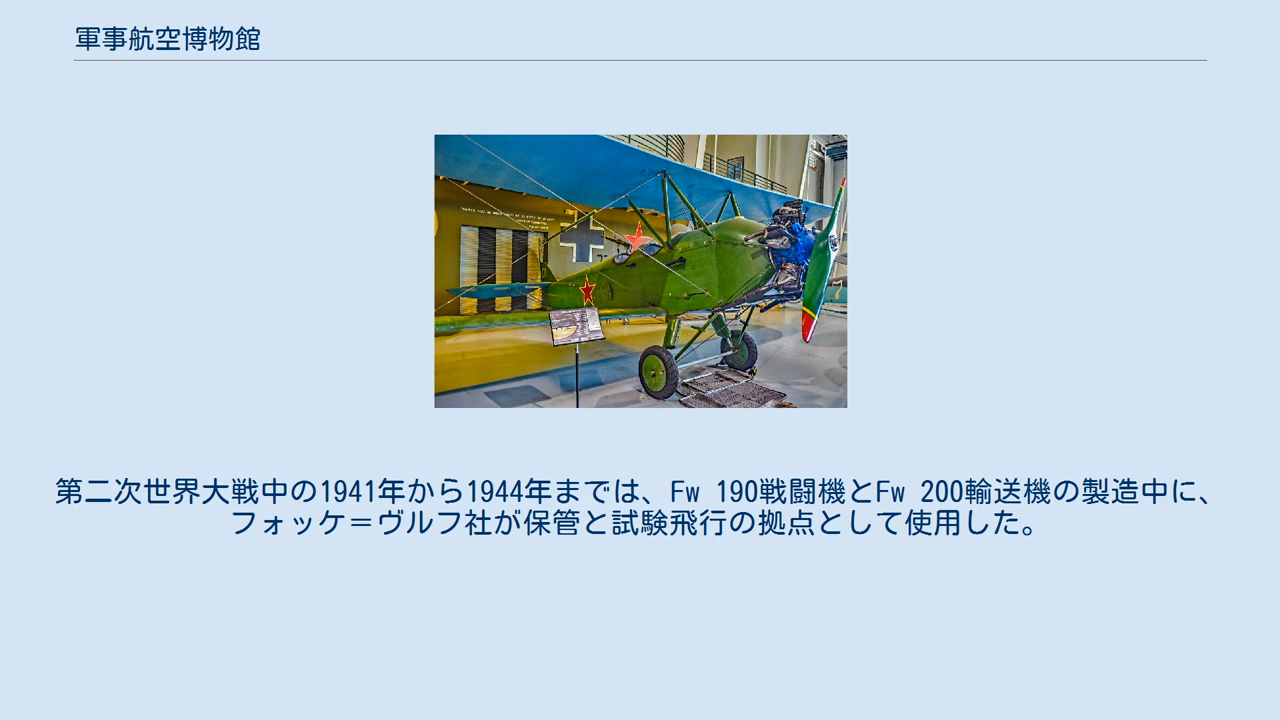 軍事航空博物館
第二次世界大戦中の1941年から1944年までは、Fw 190戦闘機とFw 200輸送機の製造中に、
フォッケ＝ヴルフ社が保管と試験飛行の拠点として使用した。